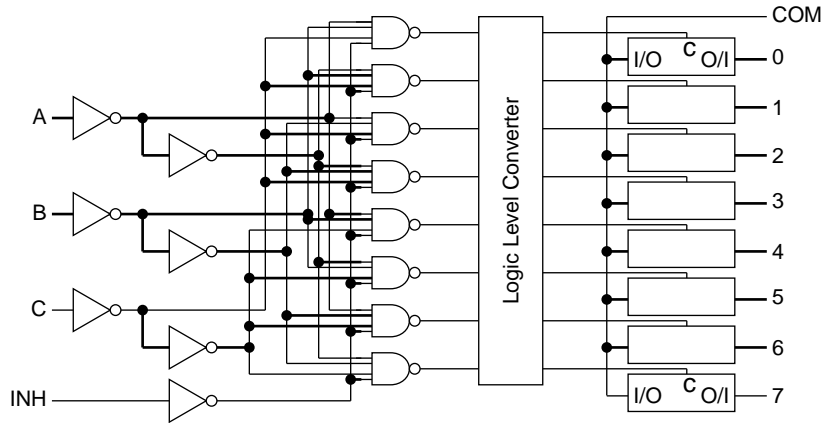 COM
I/O C O/I 0
1
A
2
3
B
4
5
C
6
INH
I/O C O/I 7
Logic Level Converter